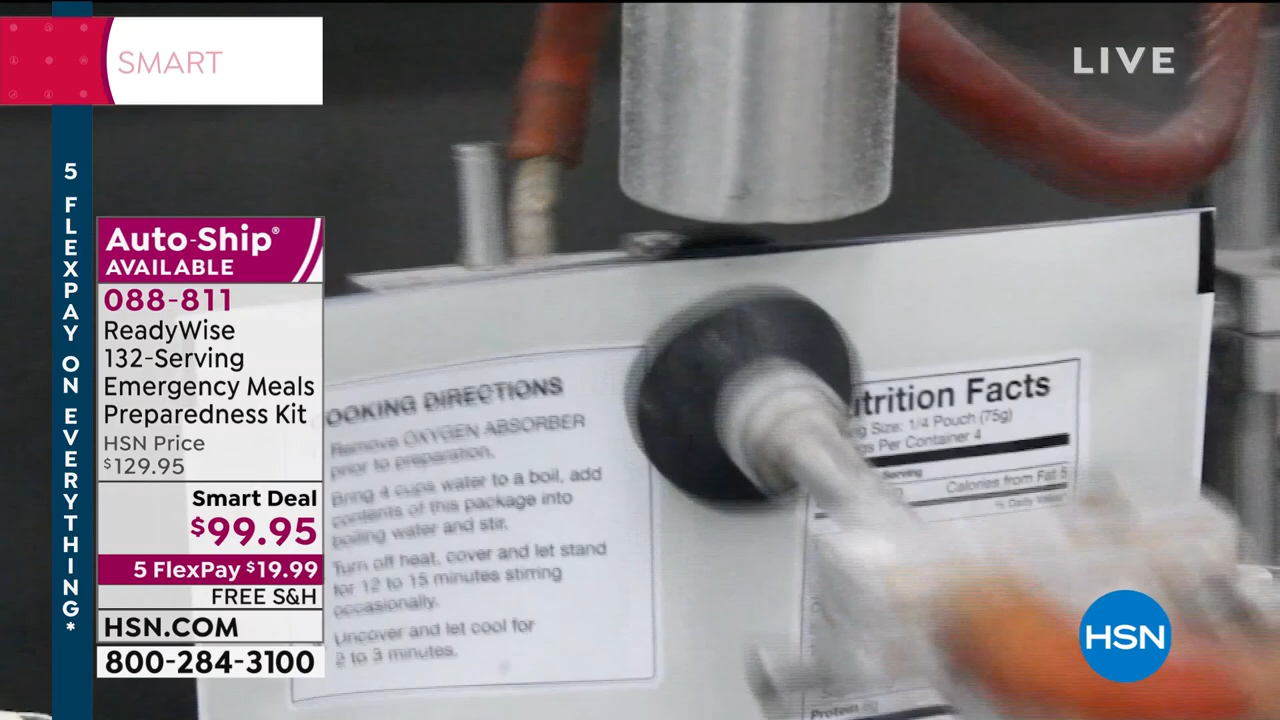 SMART
LIVE
5 FLEXPAY ON EVERYTHING*
Auto-Ship®
AVAILABLE
088-811
ReadyWise
132-Serving
Emergency Meals
Preparedness Kit
HSN Price
$129.95
Smart Deal
$99.95
5 FlexPay $19.99
FREE S&H
HSN.COM
800-284-3100
OOKING DIRECTIONS
Remove OXYGEN ABSORBER
prior to preparation.
Bring 4 cups water to a boil, add
contents of this package into
boiling water and stir.
Turn off heat, cover and let stand
for 12 to 15 minutes stirring
occasionally.
Uncover and let cool for
2 to 3 minutes.
utrition Facts
Size: 1/4 Pouch (75g)
Per Container 4
Serving
Calories from Fat 5
% Daily Value*
Protein
HSN